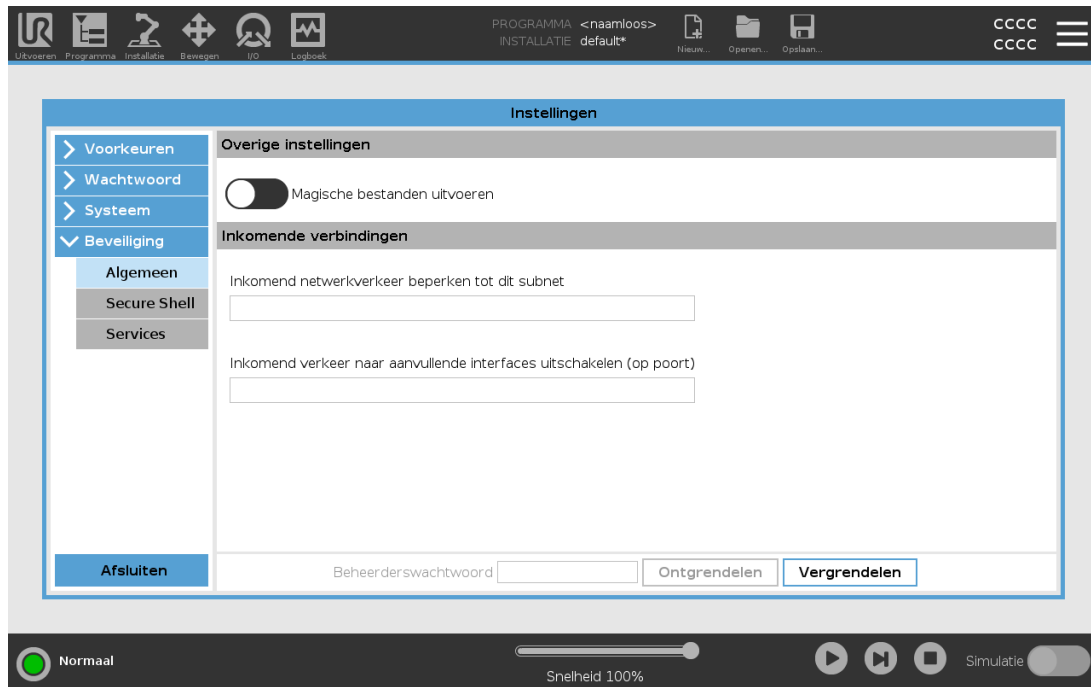 PROGRAMMA <naamloos>
INSTALLATIE default*
cccc
cccc
Uitvoeren Programma Installatie Bewegen I/O Logboek Nieuw... Openen... Opslaan...
Instellingen
Voorkeuren
Wachtwoord
Systeem
Beveiliging
Algemeen
Secure Shell
Services
Afsluiten
Overige instellingen
Magische bestanden uitvoeren
Inkomende verbindingen
Inkomend netwerkverkeer beperken tot dit subnet
Inkomend verkeer naar aanvullende interfaces uitschakelen (op poort)
Beheerderswachtwoord Ontgrendelen Vergrendelen
Normaal
Snelheid 100%
Simulatie